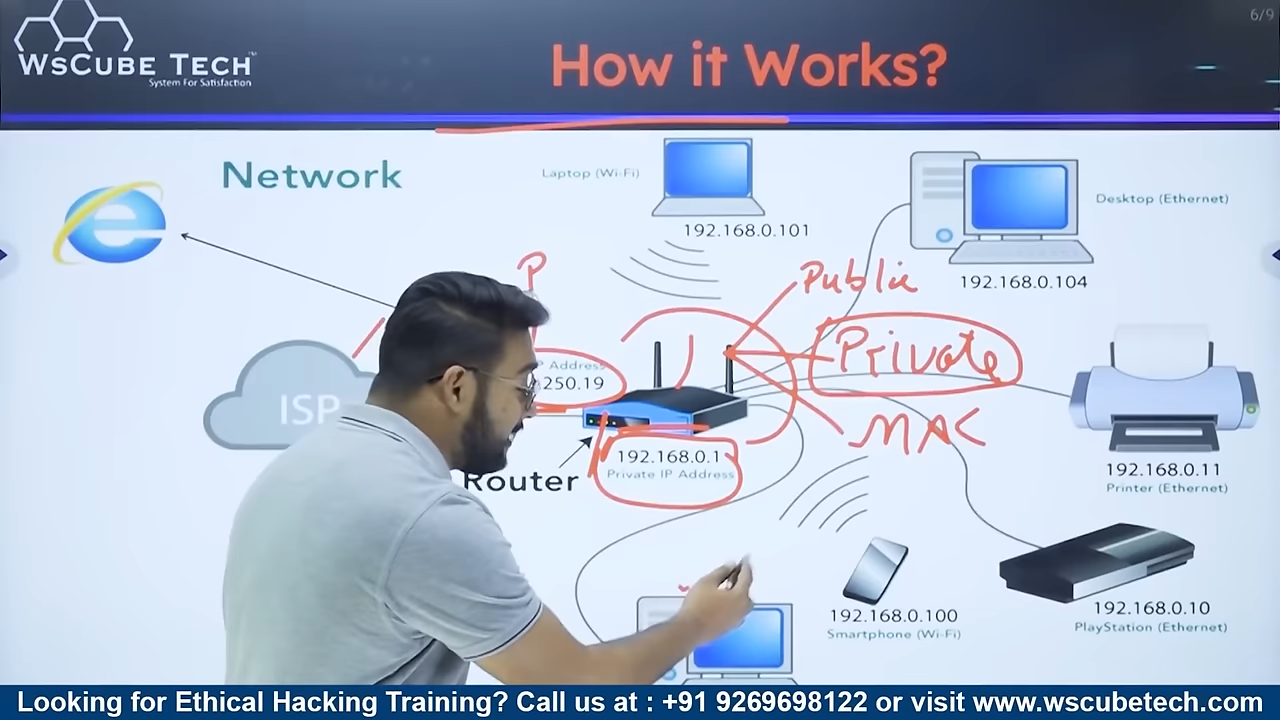 6/9
WsCube Tech™
System For Satisfaction
How it Works?
Network
Laptop (Wi-Fi)
192.168.0.101
Desktop (Ethernet)
192.168.0.104
P
Public
Private
MAC
Address
250.19
ISP
Router
192.168.0.1
Private IP Address
192.168.0.11
Printer (Ethernet)
192.168.0.100
Smartphone (Wi-Fi)
192.168.0.10
PlayStation (Ethernet)
Looking for Ethical Hacking Training? Call us at : +91 9269698122 or visit www.wscubetech.com